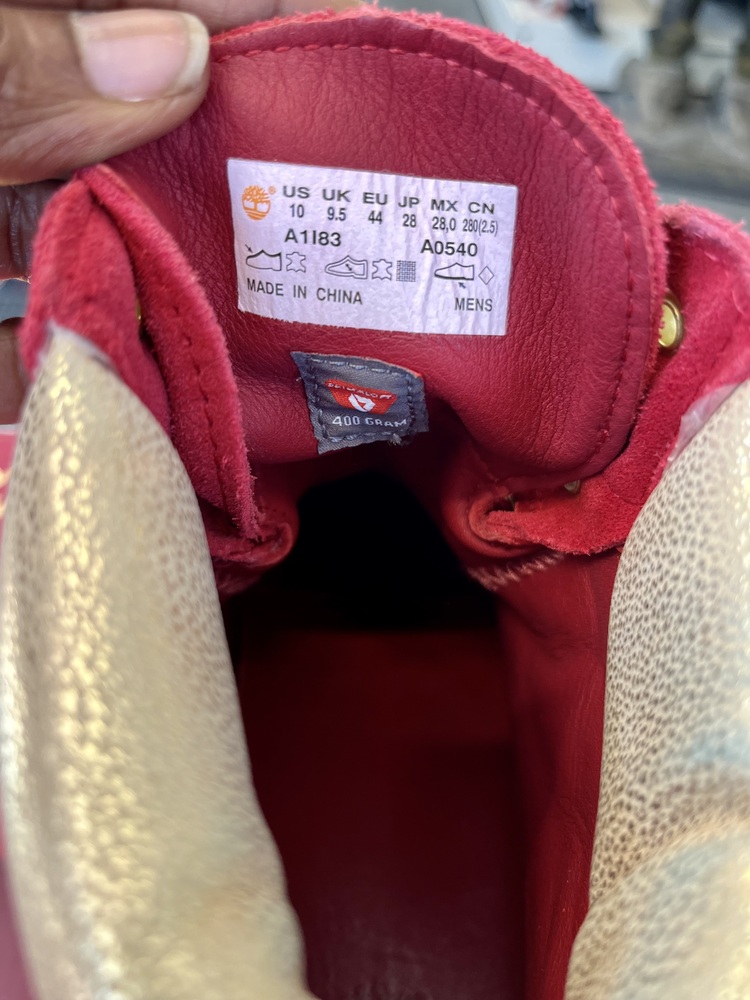 US UK EU JP MX CN
10 9.5 44 28 28,0 280(2.5)
A1I83 A0540
MADE IN CHINA MENS
400 GRAM